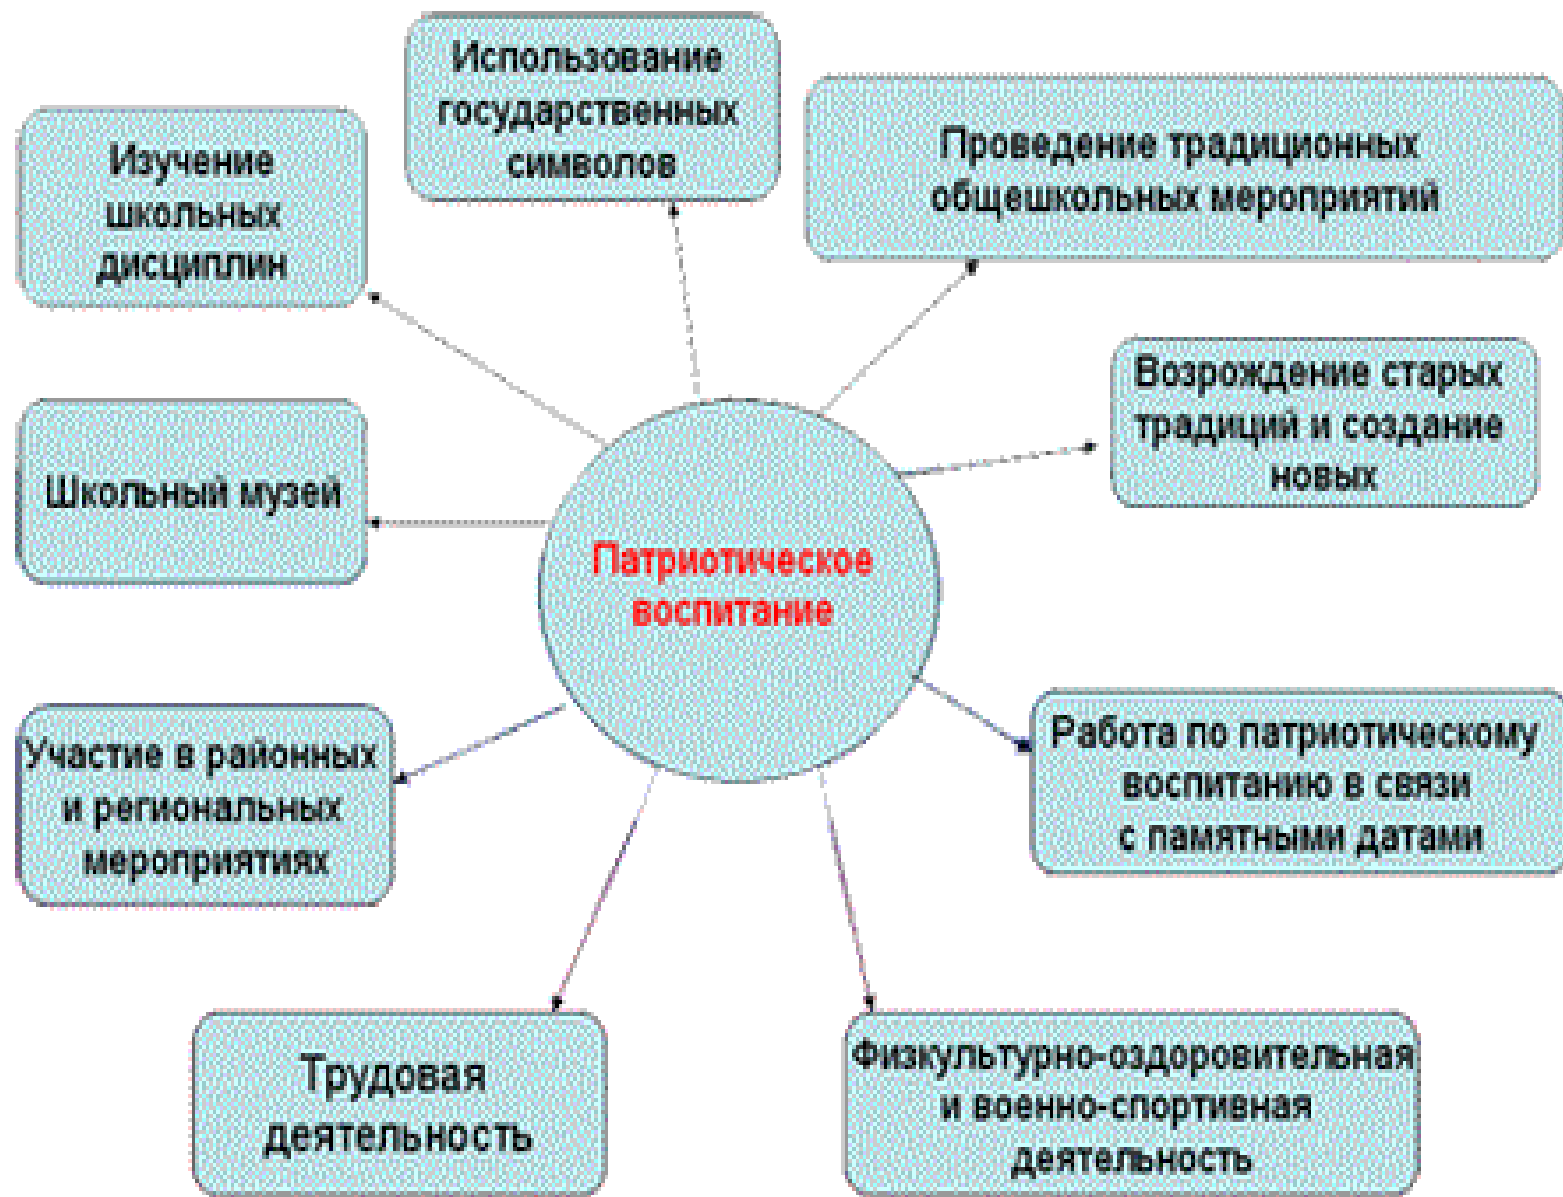 Использование
государственных
символов
Изучение
школьных
дисциплин
Проведение традиционных
общешкольных мероприятий
Возрождение старых
традиций и создание
новых
Школьный музей
Патриотическое
воспитание
Участие в районных
и региональных
мероприятиях
Работа по патриотическому
воспитанию в связи
с памятными датами
Трудовая
деятельность
Физкультурно-оздоровительная
и военно-спортивная
деятельность